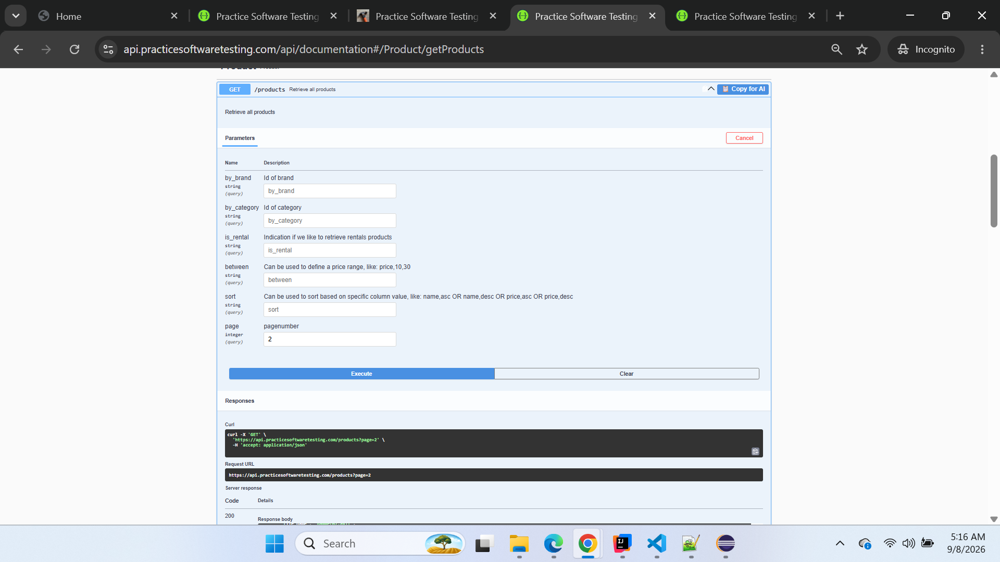 Home
Practice Software Testing
Practice Software Testing
Practice Software Testing
Practice Software Testing
api.practicesoftwaretesting.com/api/documentation#/Product/getProducts
Incognito
GET /products Retrieve all products
Copy for AI
Retrieve all products
Parameters
Cancel
Name Description
by_brand Id of brand
string
(query)
by_brand
by_category Id of category
string
(query)
by_category
is_rental Indication if we like to retrieve rentals products
string
(query)
is_rental
between Can be used to define a price range, like: price,10,30
string
(query)
between
sort Can be used to sort based on specific column value, like: name,asc OR name,desc OR price,asc OR price,desc
string
(query)
sort
page pagenumber
integer
(query)
2
Execute
Clear
Responses
Curl
curl -X 'GET' \
'https://api.practicesoftwaretesting.com/products?page=2' \
-H 'accept: application/json'
Request URL
https://api.practicesoftwaretesting.com/products?page=2
Server response
Code Details
200
Response body
Search
5:16 AM
9/8/2026